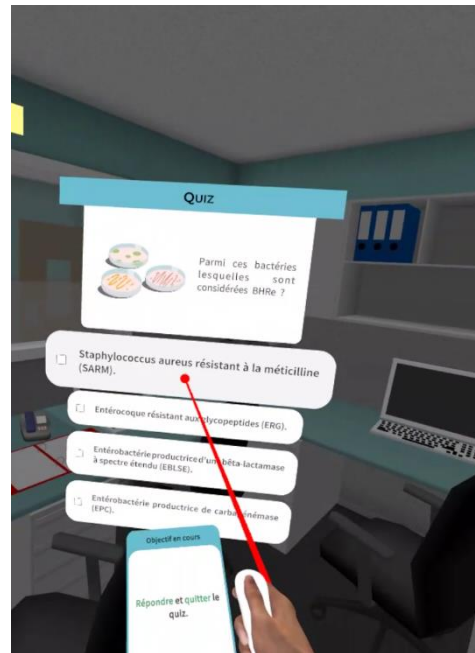 QUIZ
Parmi ces bactéries
lesquelles sont
considérées BHRe ?
Staphylococcus aureus résistant à la méticilline
(SARM).
Entérocoque résistant aux glycopeptides (ERG).
Entérobactérie productrice d'une bêta-lactamase
à spectre étendu (EBLSE).
Entérobactérie productrice de carbapénémase
(EPC).
Objectif en cours
Répondre et quitter le
quiz.